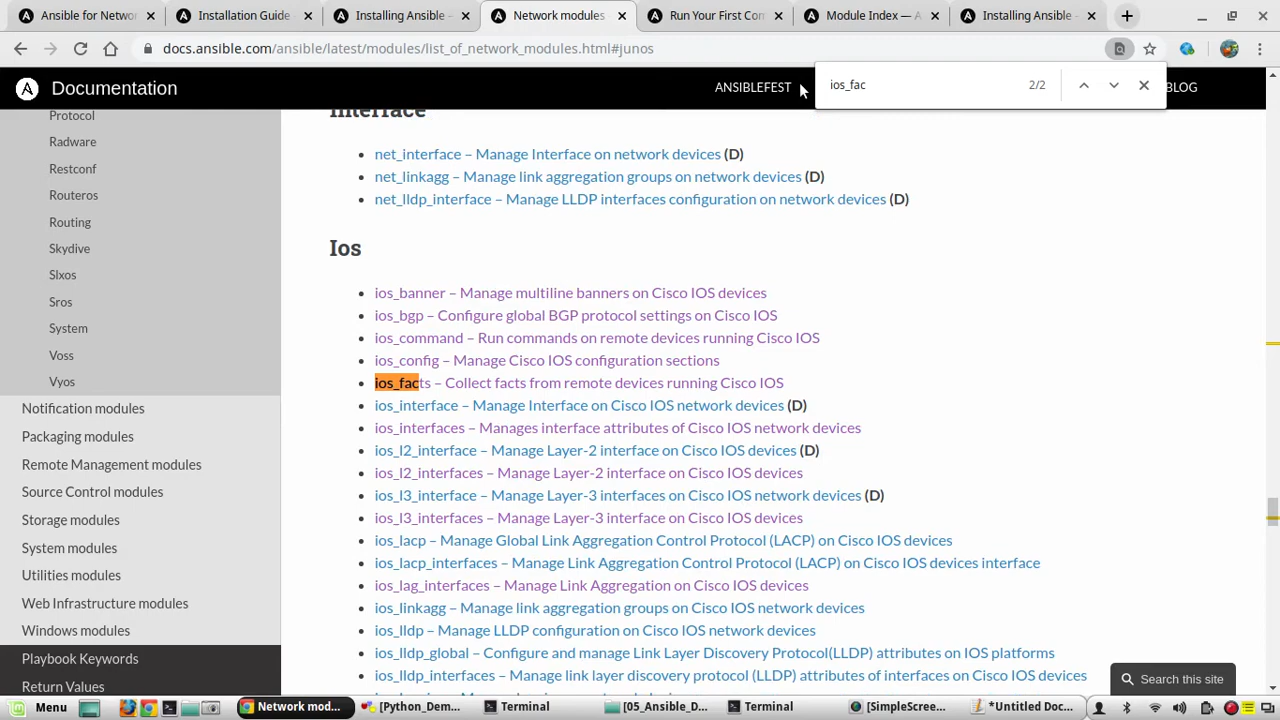 Ansible for Netwo
Installation Guide
Installing Ansible –
Network modules
Run Your First Com
Module Index — A
Installing Ansible -
docs.ansible.com/ansible/latest/modules/list_of_network_modules.html#junos
A Documentation
ANSIBLEFEST
ios_fac
2/2
BLOG
Protocol
Radware
Restconf
Routeros
Routing
Skydive
Slxos
Sros
System
Voss
Vyos
Notification modules
Packaging modules
Remote Management modules
Source Control modules
Storage modules
System modules
Utilities modules
Web Infrastructure modules
Windows modules
Playbook Keywords
Return Values
Interface
net_interface – Manage Interface on network devices (D)
net_linkagg – Manage link aggregation groups on network devices (D)
net_lldp_interface – Manage LLDP interfaces configuration on network devices (D)
Ios
ios_banner – Manage multiline banners on Cisco IOS devices
ios_bgp – Configure global BGP protocol settings on Cisco IOS
ios_command – Run commands on remote devices running Cisco IOS
ios_config – Manage Cisco IOS configuration sections
ios_facts – Collect facts from remote devices running Cisco IOS
ios_interface – Manage Interface on Cisco IOS network devices (D)
ios_interfaces – Manages interface attributes of Cisco IOS network devices
ios_l2_interface – Manage Layer-2 interface on Cisco IOS devices (D)
ios_l2_interfaces – Manage Layer-2 interface on Cisco IOS devices
ios_l3_interface – Manage Layer-3 interfaces on Cisco IOS network devices (D)
ios_l3_interfaces – Manage Layer-3 interface on Cisco IOS devices
ios_lacp – Manage Global Link Aggregation Control Protocol (LACP) on Cisco IOS devices
ios_lacp_interfaces – Manage Link Aggregation Control Protocol (LACP) on Cisco IOS devices interface
ios_lag_interfaces – Manage Link Aggregation on Cisco IOS devices
ios_linkagg – Manage link aggregation groups on Cisco IOS network devices
ios_lldp – Manage LLDP configuration on Cisco IOS network devices
ios_lldp_global – Configure and manage Link Layer Discovery Protocol(LLDP) attributes on IOS platforms
ios_lldp_interfaces – Manage link layer discovery protocol (LLDP) attributes of interfaces on Cisco IOS devices
Search this site
Menu
Network mod...
[Python_Dem...
Terminal
[05_Ansible_D...
Terminal
[SimpleScree...
*Untitled Doc...